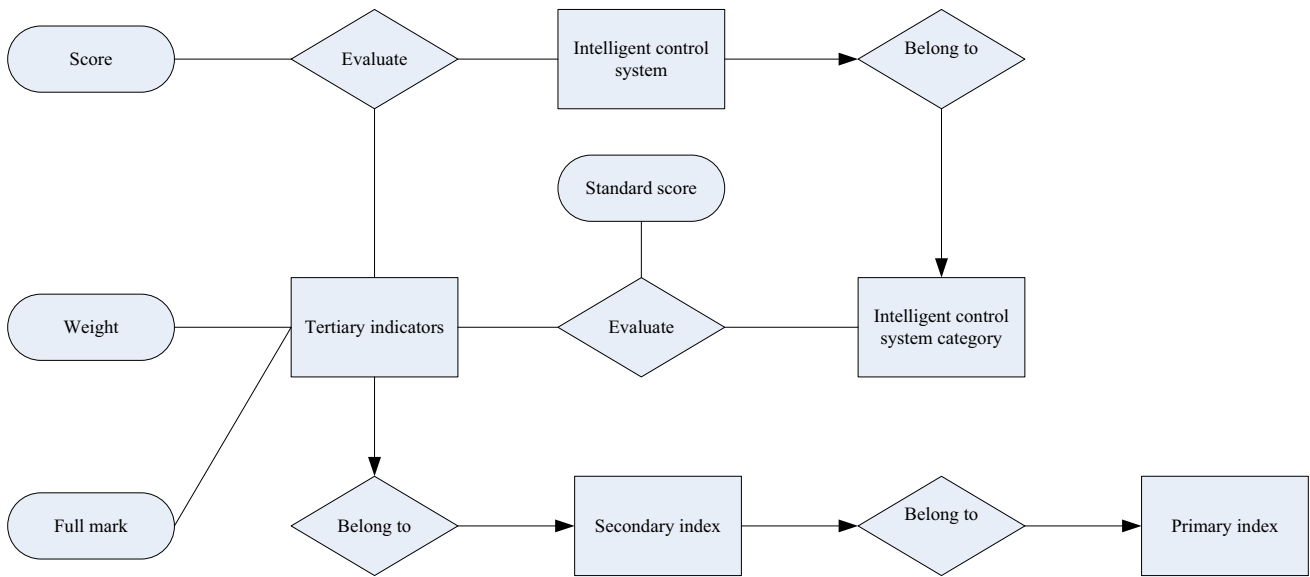 Score
Evaluate
Intelligent control
system
Belong to
Standard score
Weight
Tertiary indicators
Evaluate
Intelligent control
system category
Full mark
Belong to
Secondary index
Belong to
Primary index